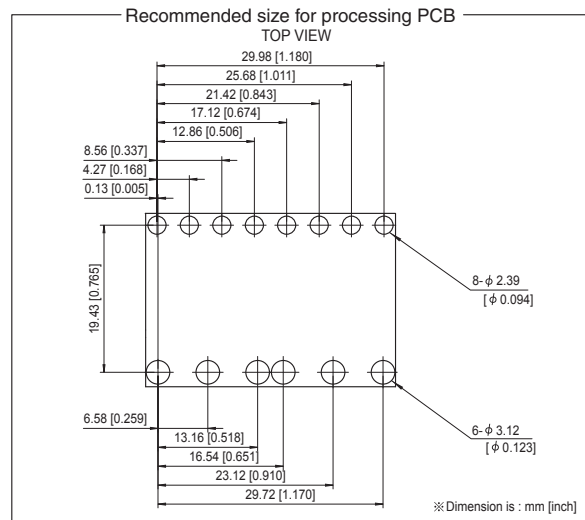 Recommended size for processing PCB
TOP VIEW
29.98 [1.180]
25.68 [1.011]
21.42 [0.843]
17.12 [0.674]
12.86 [0.506]
8.56 [0.337]
4.27 [0.168]
0.13 [0.005]
19.43 [0.765]
8-ϕ 2.39
[ϕ 0.094]
6.58 [0.259]
13.16 [0.518]
16.54 [0.651]
23.12 [0.910]
29.72 [1.170]
6-ϕ 3.12
[ϕ 0.123]
※Dimension is : mm [inch]